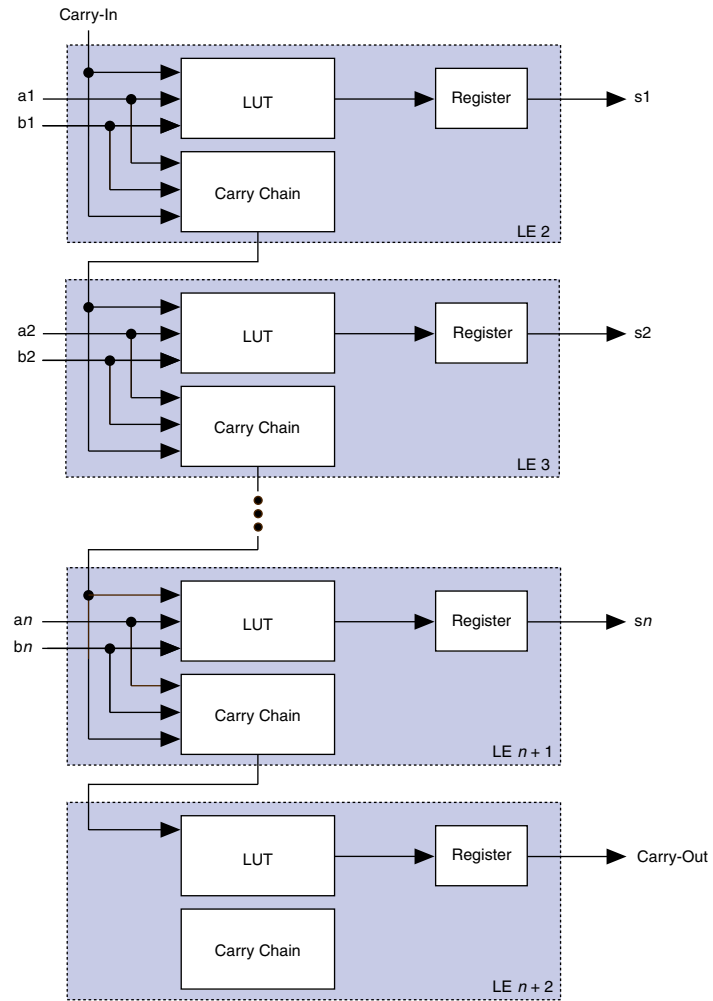 Carry-In
a1
b1
LUT
Register
s1
Carry Chain
LE 2
a2
b2
LUT
Register
s2
Carry Chain
LE 3
an
bn
LUT
Register
sn
Carry Chain
LE n + 1
LUT
Register
Carry-Out
Carry Chain
LE n + 2